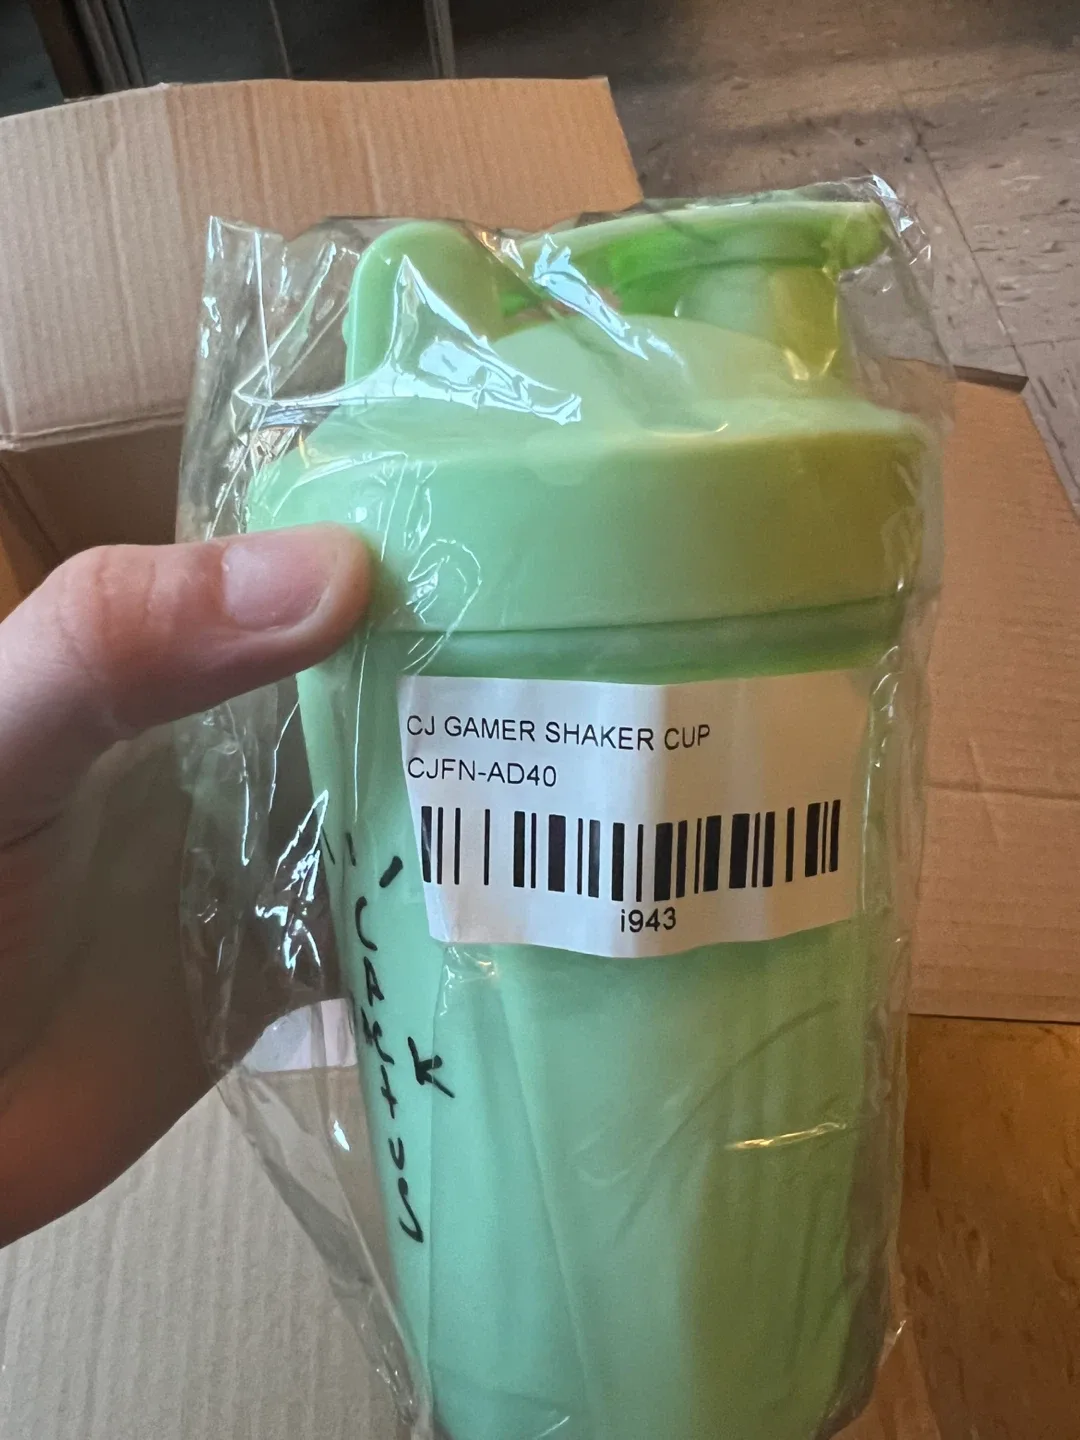 CJ GAMER SHAKER CUP
CJFN-AD40
i943
K